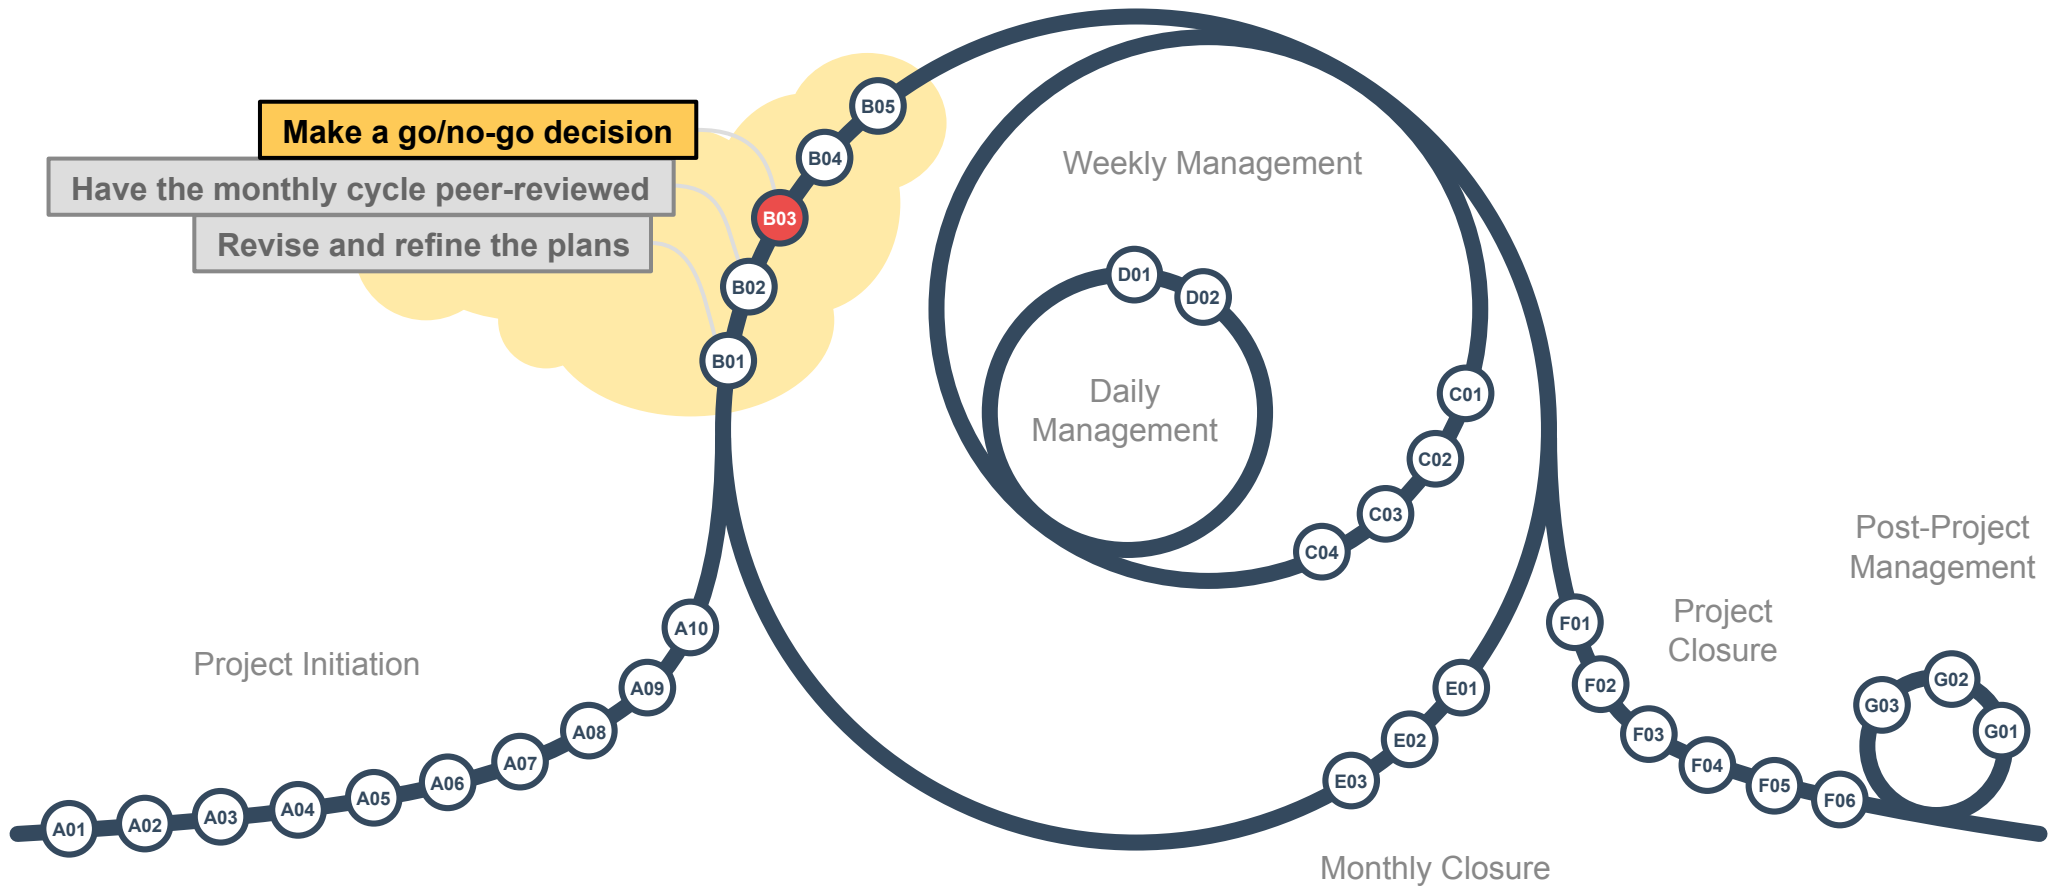 Make a go/no-go decision
Have the monthly cycle peer-reviewed
Revise and refine the plans
B05
B04
B03
B02
B01
Weekly Management
D01
D02
Daily
Management
C01
C02
C03
C04
Project Initiation
A01
A02
A03
A04
A05
A06
A07
A08
A09
A10
E01
E02
E03
Monthly Closure
Project
Closure
F01
F02
F03
F04
F05
F06
Post-Project
Management
G03
G02
G01